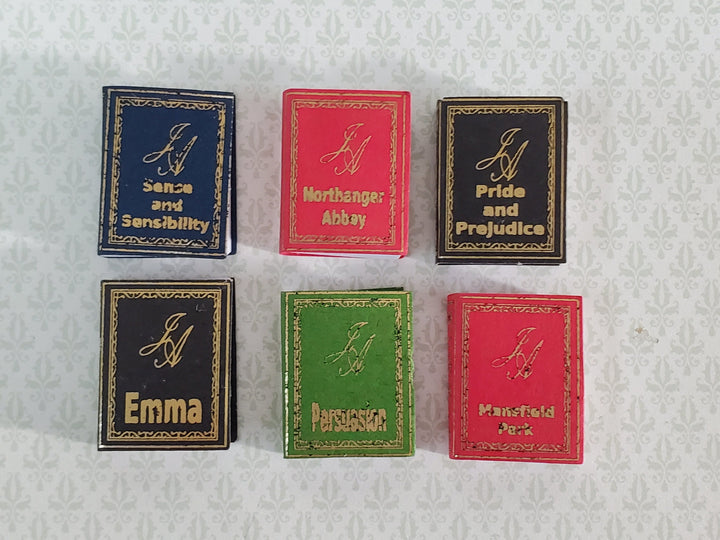 JA
Sense
and
Sensibility
JA
Northanger
Abbey
JA
Pride
and
Prejudice
JA
Emma
JA
Persuasion
JA
Mansfield
Park